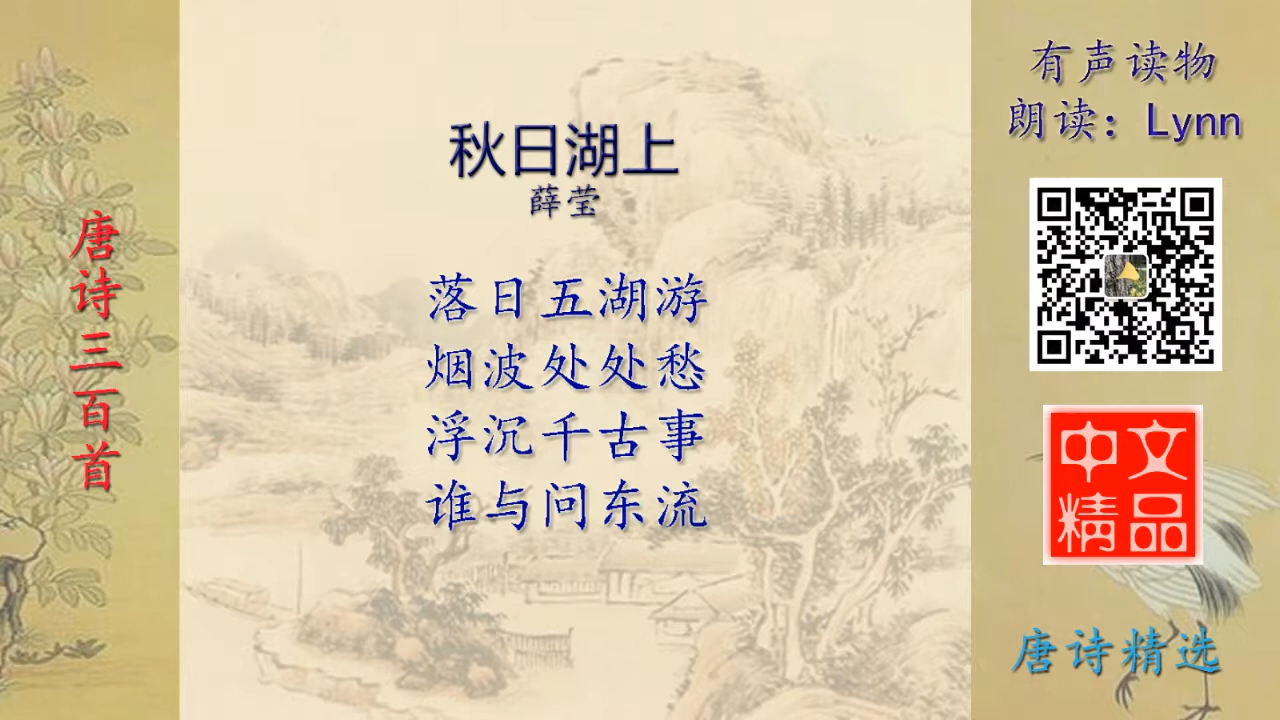 唐诗三百首
秋日湖上
薛莹
落日五湖游
烟波处处愁
浮沉千古事
谁与问东流
有声读物
朗读：Lynn
中文
精品
唐诗精选